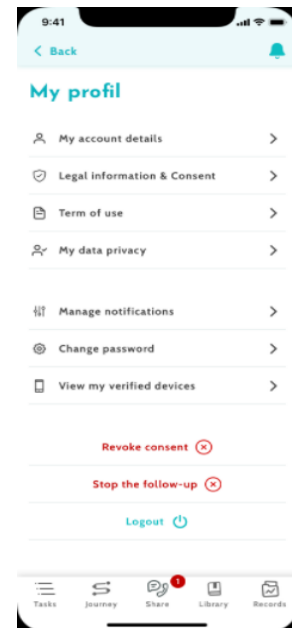 9:41
Back
My profil
My account details
Legal information & Consent
Term of use
My data privacy
Manage notifications
Change password
View my verified devices
Revoke consent
Stop the follow-up
Logout
1
Tasks Journey Share Library Records